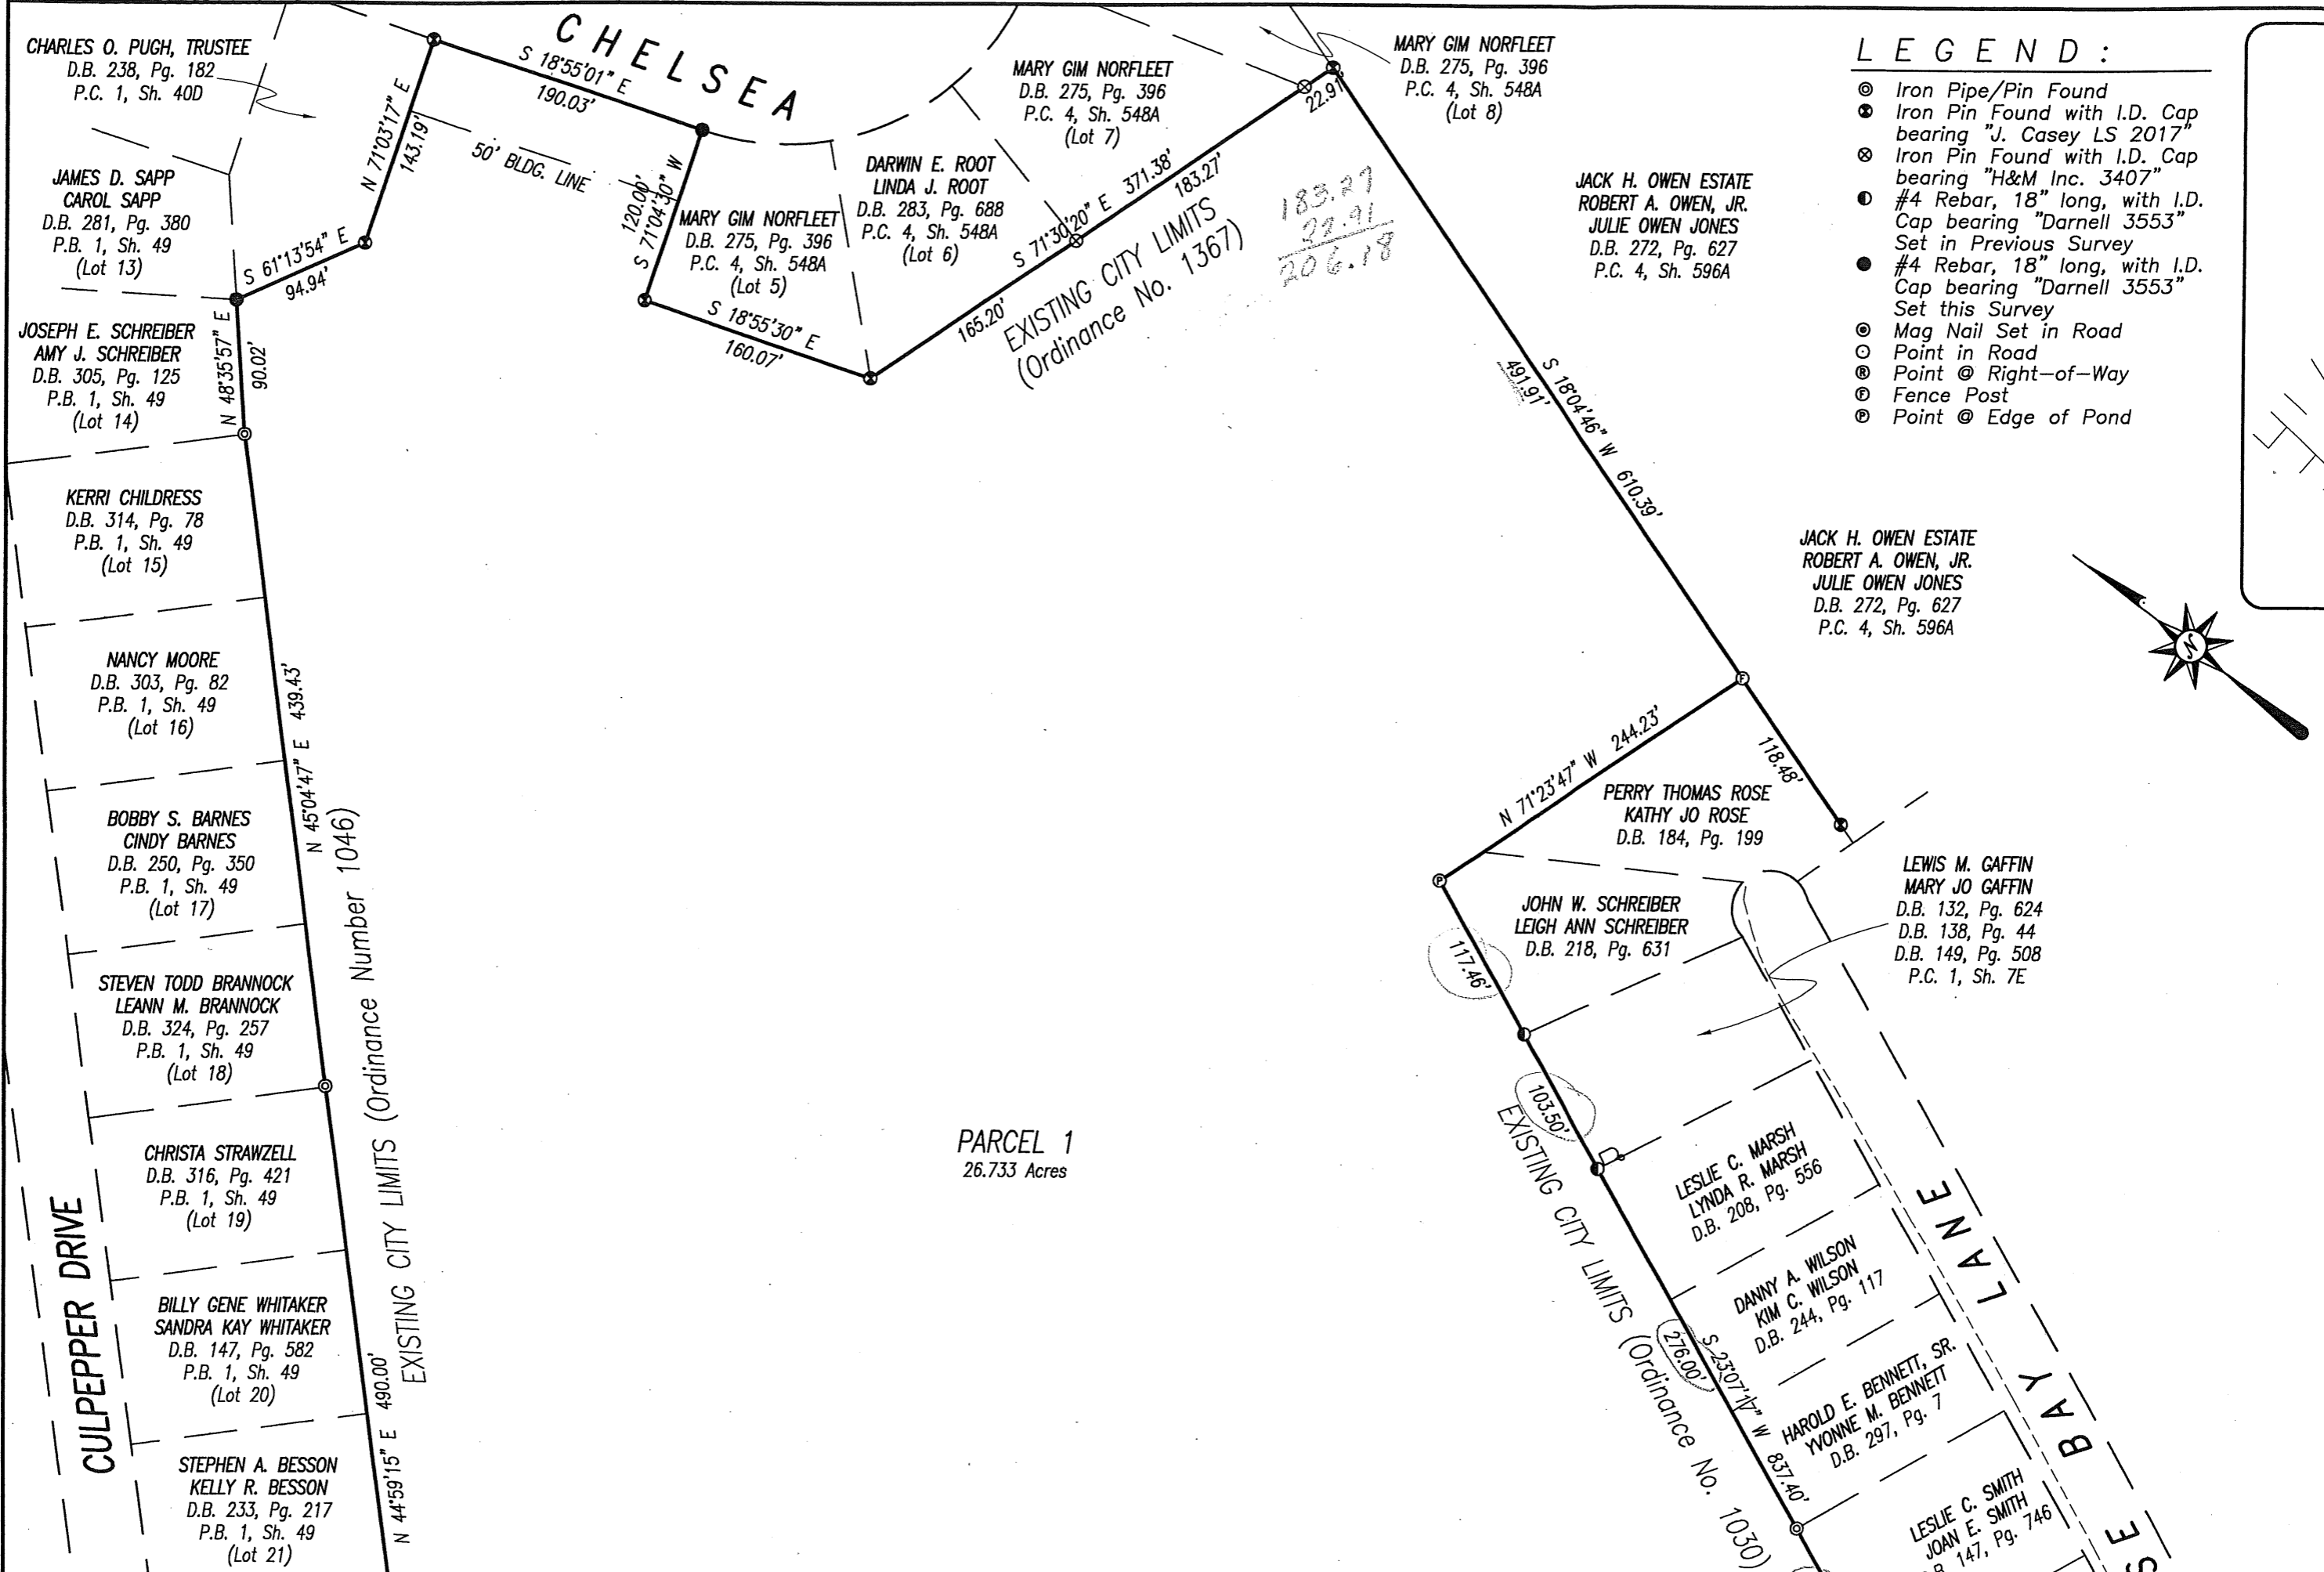 CHELSEA
CHARLES O. PUGH, TRUSTEE
D.B. 238, Pg. 182
P.C. 1, Sh. 40D
N 71°03'17" E
143.19'
S 18°55'01" E
190.03'
50' BLDG. LINE
JAMES D. SAPP
CAROL SAPP
D.B. 281, Pg. 380
P.B. 1, Sh. 49
(Lot 13)
S 61°13'54" E
94.94'
JOSEPH E. SCHREIBER
AMY J. SCHREIBER
D.B. 305, Pg. 125
P.B. 1, Sh. 49
(Lot 14)
N 48°35'57" E
90.02'
120.00'
S 71°04'30" W
MARY GIM NORFLEET
D.B. 275, Pg. 396
P.C. 4, Sh. 548A
(Lot 5)
S 18°55'30" E
160.07'
DARWIN E. ROOT
LINDA J. ROOT
D.B. 283, Pg. 688
P.C. 4, Sh. 548A
(Lot 6)
MARY GIM NORFLEET
D.B. 275, Pg. 396
P.C. 4, Sh. 548A
(Lot 7)
MARY GIM NORFLEET
D.B. 275, Pg. 396
P.C. 4, Sh. 548A
(Lot 8)
22.91'
S 71°30'20" E 371.38'
183.27'
165.20'
EXISTING CITY LIMITS
(Ordinance No. 1367)
183.27
22.91
206.18
JACK H. OWEN ESTATE
ROBERT A. OWEN, JR.
JULIE OWEN JONES
D.B. 272, Pg. 627
P.C. 4, Sh. 596A
LEGEND:
Iron Pipe/Pin Found
Iron Pin Found with I.D. Cap
bearing "J. Casey LS 2017"
Iron Pin Found with I.D. Cap
bearing "H&M Inc. 3407"
#4 Rebar, 18" long, with I.D.
Cap bearing "Darnell 3553"
Set in Previous Survey
#4 Rebar, 18" long, with I.D.
Cap bearing "Darnell 3553"
Set this Survey
Mag Nail Set in Road
Point in Road
R Point @ Right-of-Way
F Fence Post
P Point @ Edge of Pond
491.91'
S 18°04'46" W 610.39'
JACK H. OWEN ESTATE
ROBERT A. OWEN, JR.
JULIE OWEN JONES
D.B. 272, Pg. 627
P.C. 4, Sh. 596A
N
F
118.48'
N 71°23'47" W 244.23'
PERRY THOMAS ROSE
KATHY JO ROSE
D.B. 184, Pg. 199
P
JOHN W. SCHREIBER
LEIGH ANN SCHREIBER
D.B. 218, Pg. 631
LEWIS M. GAFFIN
MARY JO GAFFIN
D.B. 132, Pg. 624
D.B. 138, Pg. 44
D.B. 149, Pg. 508
P.C. 1, Sh. 7E
117.46'
103.50'
KERRI CHILDRESS
D.B. 314, Pg. 78
P.B. 1, Sh. 49
(Lot 15)
NANCY MOORE
D.B. 303, Pg. 82
P.B. 1, Sh. 49
(Lot 16)
N 45°04'47" E 439.43'
BOBBY S. BARNES
CINDY BARNES
D.B. 250, Pg. 350
P.B. 1, Sh. 49
(Lot 17)
STEVEN TODD BRANNOCK
LEANN M. BRANNOCK
D.B. 324, Pg. 257
P.B. 1, Sh. 49
(Lot 18)
CHRISTA STRAWZELL
D.B. 316, Pg. 421
P.B. 1, Sh. 49
(Lot 19)
BILLY GENE WHITAKER
SANDRA KAY WHITAKER
D.B. 147, Pg. 582
P.B. 1, Sh. 49
(Lot 20)
STEPHEN A. BESSON
KELLY R. BESSON
D.B. 233, Pg. 217
P.B. 1, Sh. 49
(Lot 21)
CULPEPPER DRIVE
EXISTING CITY LIMITS (Ordinance Number 1046)
N 44°59'15" E 490.00'
PARCEL 1
26.733 Acres
EXISTING CITY LIMITS (Ordinance No. 1030)
LESLIE C. MARSH
LYNDA R. MARSH
D.B. 208, Pg. 556
DANNY A. WILSON
KIM C. WILSON
D.B. 244, Pg. 117
276.00'
S 23°07'17" W 837.40'
HAROLD E. BENNETT, SR.
YVONNE M. BENNETT
D.B. 297, Pg. 7
LESLIE C. SMITH
JOAN E. SMITH
147, Pg. 746
SE BAY LANE